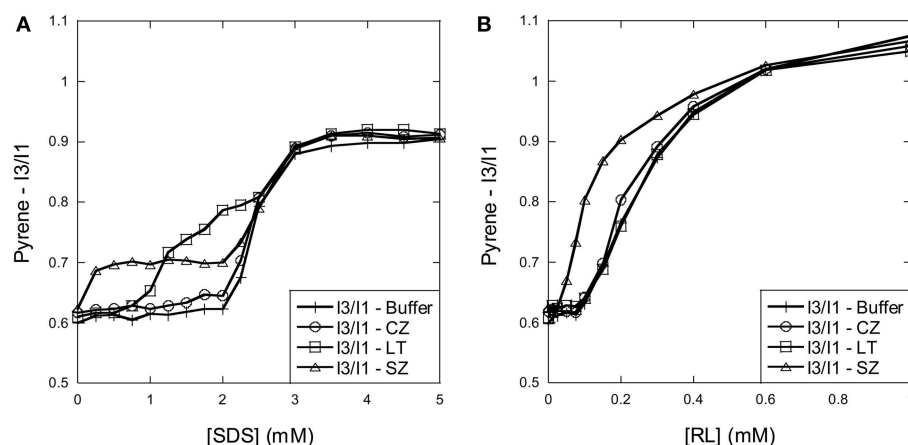 A
1.1
1
0.9
0.8
0.7
0.6
0.5
Pyrene - I3/I1
0 1 2 3 4 5
[SDS] (mM)
I3/I1 - Buffer
I3/I1 - CZ
I3/I1 - LT
I3/I1 - SZ
B
1.1
1
0.9
0.8
0.7
0.6
0.5
Pyrene - I3/I1
0 0.2 0.4 0.6 0.8 1
[RL] (mM)
I3/I1 - Buffer
I3/I1 - CZ
I3/I1 - LT
I3/I1 - SZ